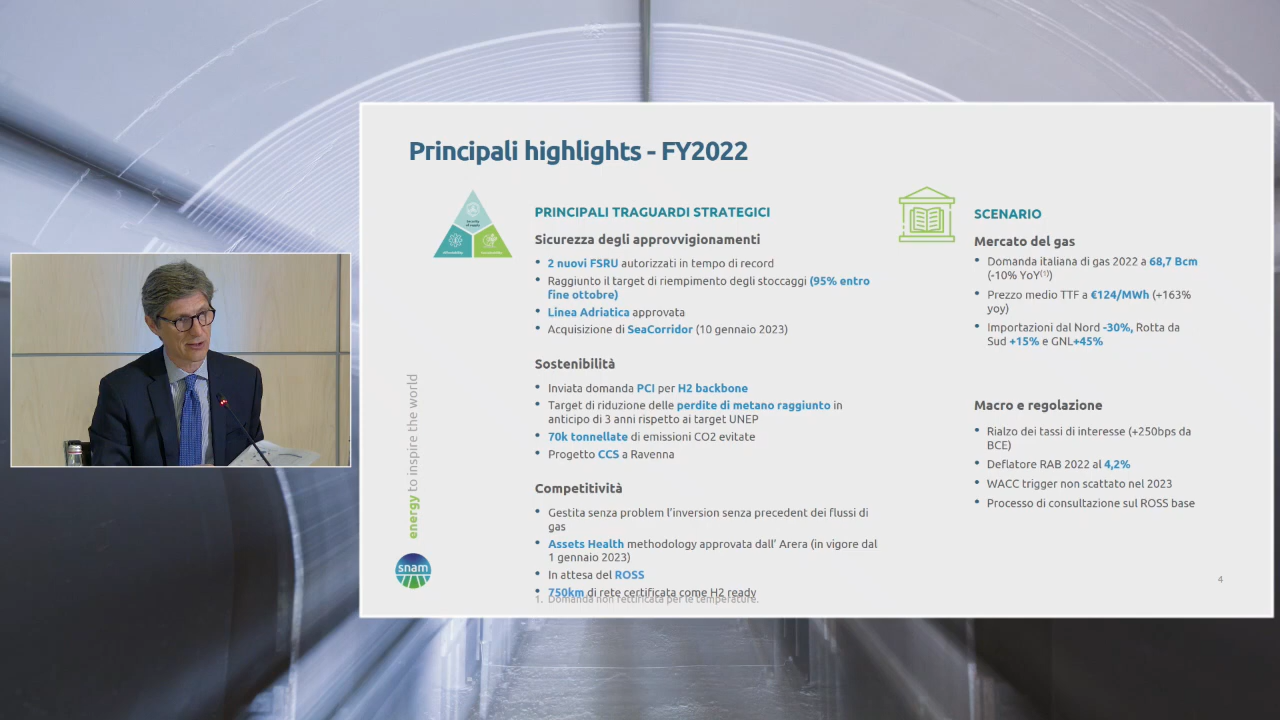 Principali highlights - FY2022
PRINCIPALI TRAGUARDI STRATEGICI
Sicurezza degli approvvigionamenti
• 2 nuovi FSRU autorizzati in tempo di record
• Raggiunto il target di riempimento degli stoccaggi (95% entro
fine ottobre)
• Linea Adriatica approvata
• Acquisizione di SeaCorridor (10 gennaio 2023)
Sostenibilità
• Inviata domanda PCI per H2 backbone
• Target di riduzione delle perdite di metano raggiunto in
anticipo di 3 anni rispetto ai target UNEP
• 70k tonnellate di emissioni CO2 evitate
• Progetto CCS a Ravenna
Competitività
• Gestita senza problem l'inversion senza precedent dei flussi di
gas
• Assets Health methodology approvata dall' Arera (in vigore dal
1 gennaio 2023)
• In attesa del ROSS
• 750km di rete certificata come H2 ready
1. Domanda non rettificata per le temperature.
SCENARIO
Mercato del gas
• Domanda italiana di gas 2022 a 68,7 Bcm
(-10% YoY(1))
• Prezzo medio TTF a €124/MWh (+163%
yoy)
• Importazioni dal Nord -30%, Rotta da
Sud +15% e GNL+45%
Macro e regolazione
• Rialzo dei tassi di interesse (+250bps da
BCE)
• Deflatore RAB 2022 al 4,2%
• WACC trigger non scattato nel 2023
• Processo di consultazione sul ROSS base
energy to inspire the world
snam
4